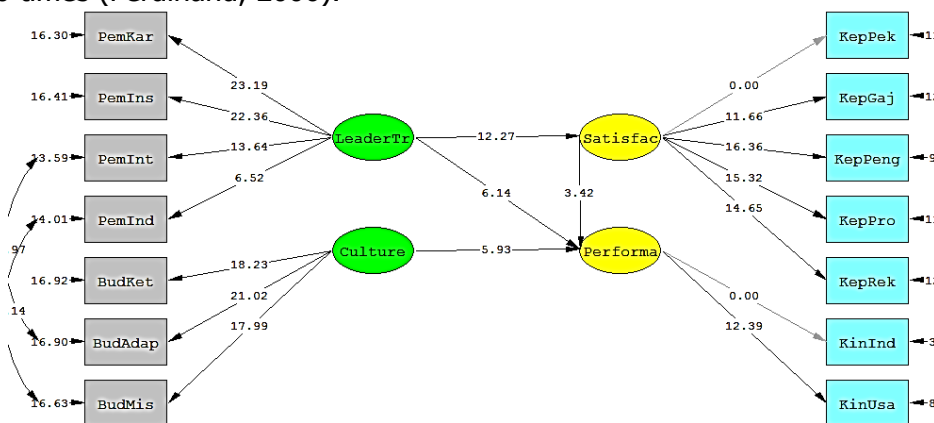 16.30 PemKar KepPek
23.19 0.00
16.41 PemIns 11.66 KepGaj
22.36
LeaderTr 12.27 Satisfac
13.59 PemInt 13.64 16.36 KepPeng
6.52 6.14 3.42 15.32
14.01 PemInd 14.65 KepPro
97 Culture 5.93 Performa
18.23
16.92 BudKet KepRek
21.02 0.00
14 17.99 12.39
16.90 BudAdap KinInd
16.63 BudMis KinUsa